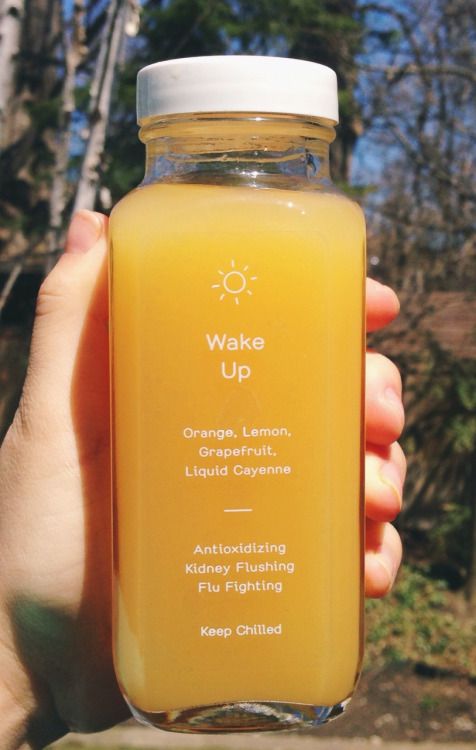 Wake
Up
Orange, Lemon,
Grapefruit,
Liquid Cayenne
Antioxidizing
Kidney Flushing
Flu Fighting
Keep Chilled